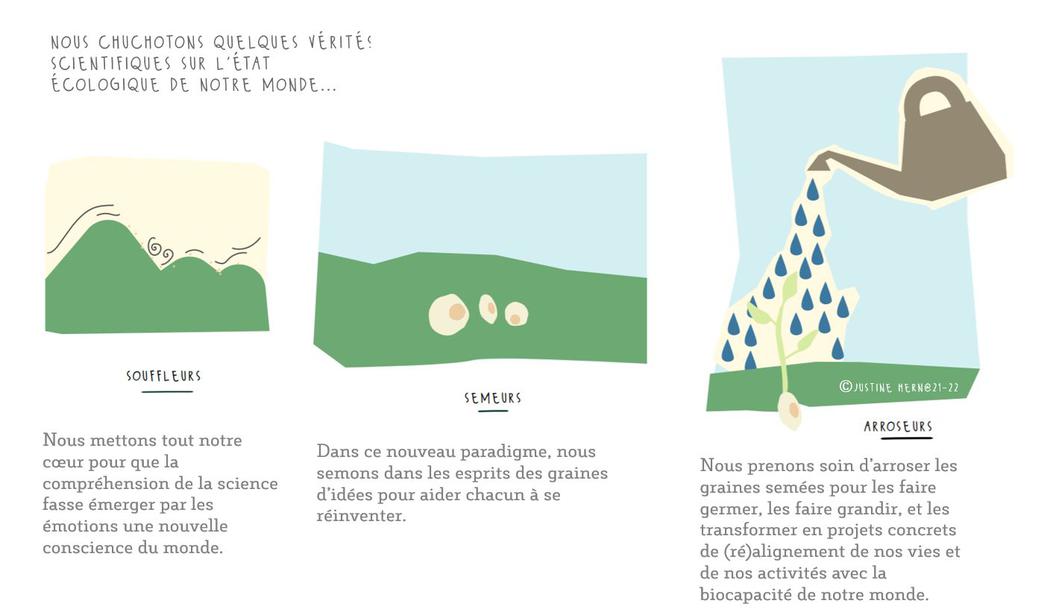 NOUS CHUCHOTONS QUELQUES VÉRITÉS
SCIENTIFIQUES SUR L'ÉTAT
ÉCOLOGIQUE DE NOTRE MONDE...
SOUFFLEURS
Nous mettons tout notre
cœur pour que la
compréhension de la science
fasse émerger par les
émotions une nouvelle
conscience du monde.
SEMEURS
Dans ce nouveau paradigme, nous
semons dans les esprits des graines
d'idées pour aider chacun à se
réinventer.
©JUSTINE HERN@21-22
ARROSEURS
Nous prenons soin d'arroser les
graines semées pour les faire
germer, les faire grandir, et les
transformer en projets concrets
de (ré)alignement de nos vies et
de nos activités avec la
biocapacité de notre monde.